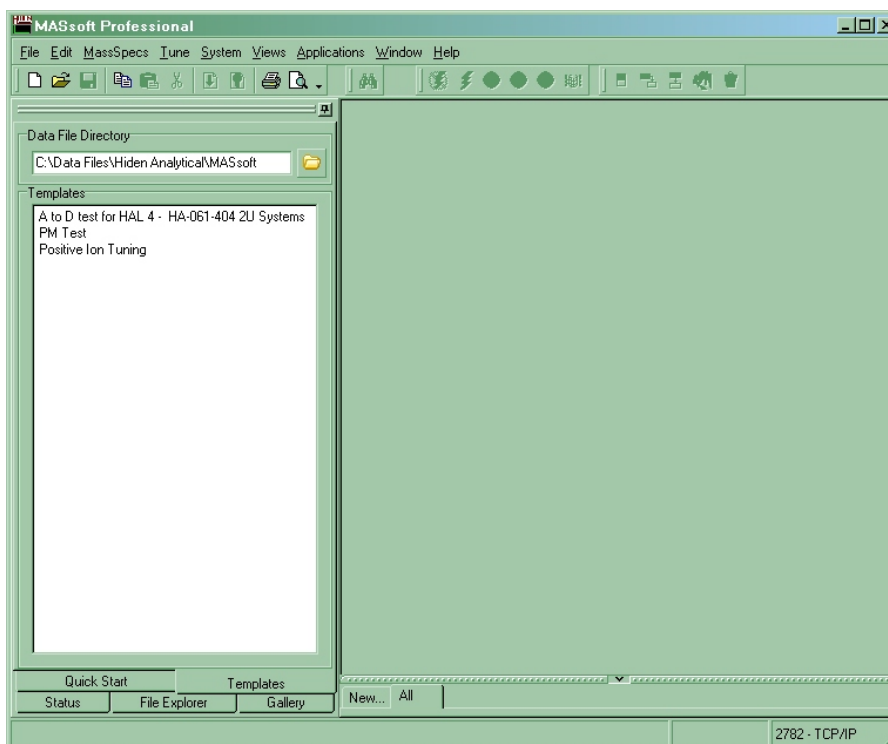 MASsoft Professional
File Edit MassSpecs Tune System Views Applications Window Help
Data File Directory
C:\Data Files\Hiden Analytical\MASsoft
Templates
A to D test for HAL 4 - HA-061-404 2U Systems
PM Test
Positive Ion Tuning
Quick Start Templates
Status File Explorer Gallery
New... All
2782 - TCP/IP